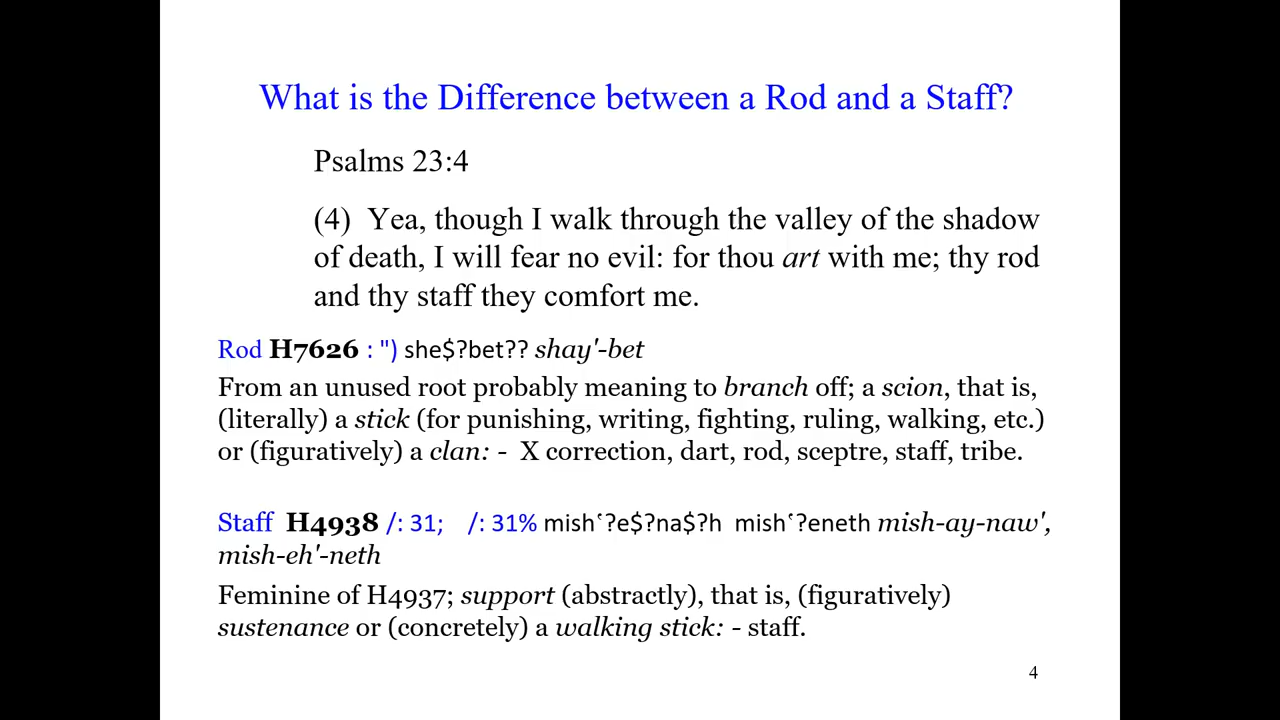 What is the Difference between a Rod and a Staff?
Psalms 23:4
(4) Yea, though I walk through the valley of the shadow
of death, I will fear no evil: for thou art with me; thy rod
and thy staff they comfort me.
Rod H7626 : ") she$?bet?? shay'-bet
From an unused root probably meaning to branch off; a scion, that is,
(literally) a stick (for punishing, writing, fighting, ruling, walking, etc.)
or (figuratively) a clan: - X correction, dart, rod, sceptre, staff, tribe.
Staff H4938 /: 31; /: 31% mish‛?e$?na$?h mish‛?eneth mish-ay-naw',
mish-eh'-neth
Feminine of H4937; support (abstractly), that is, (figuratively)
sustenance or (concretely) a walking stick: - staff.
4